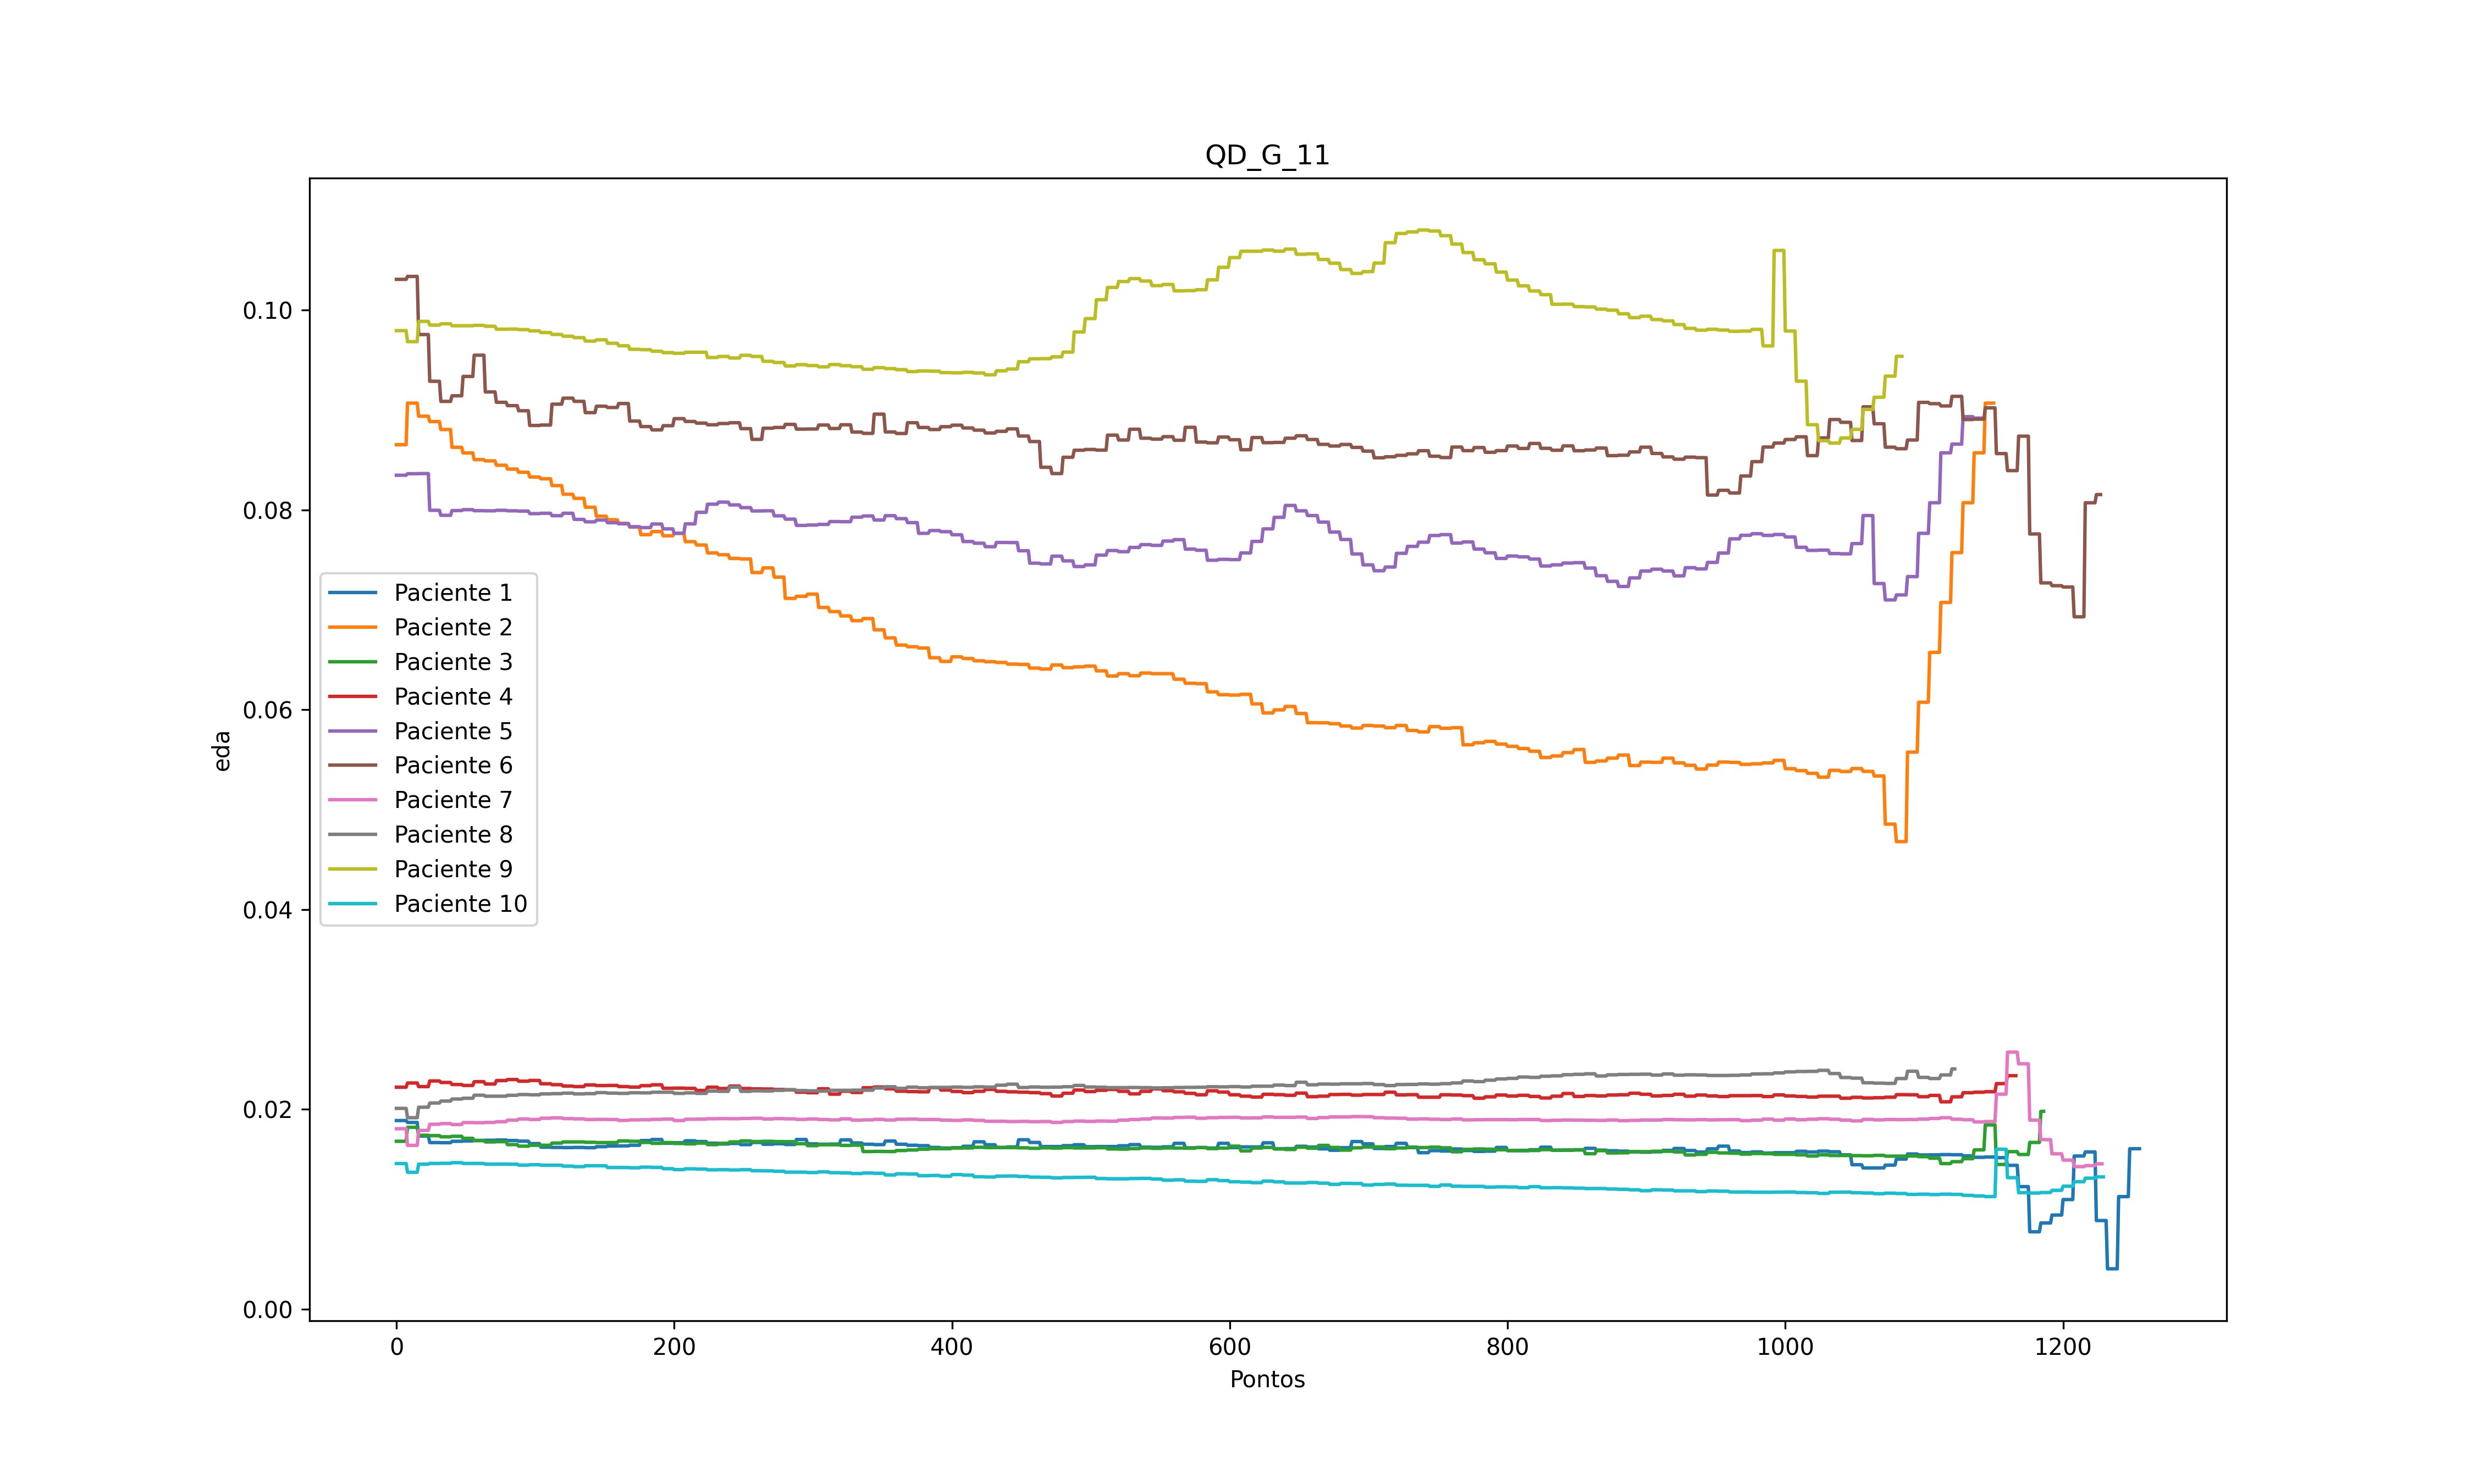 QD_G_11
eda
0.10
0.08
0.06
0.04
0.02
0.00
Paciente 1
Paciente 2
Paciente 3
Paciente 4
Paciente 5
Paciente 6
Paciente 7
Paciente 8
Paciente 9
Paciente 10
0 200 400 600 800 1000 1200
Pontos